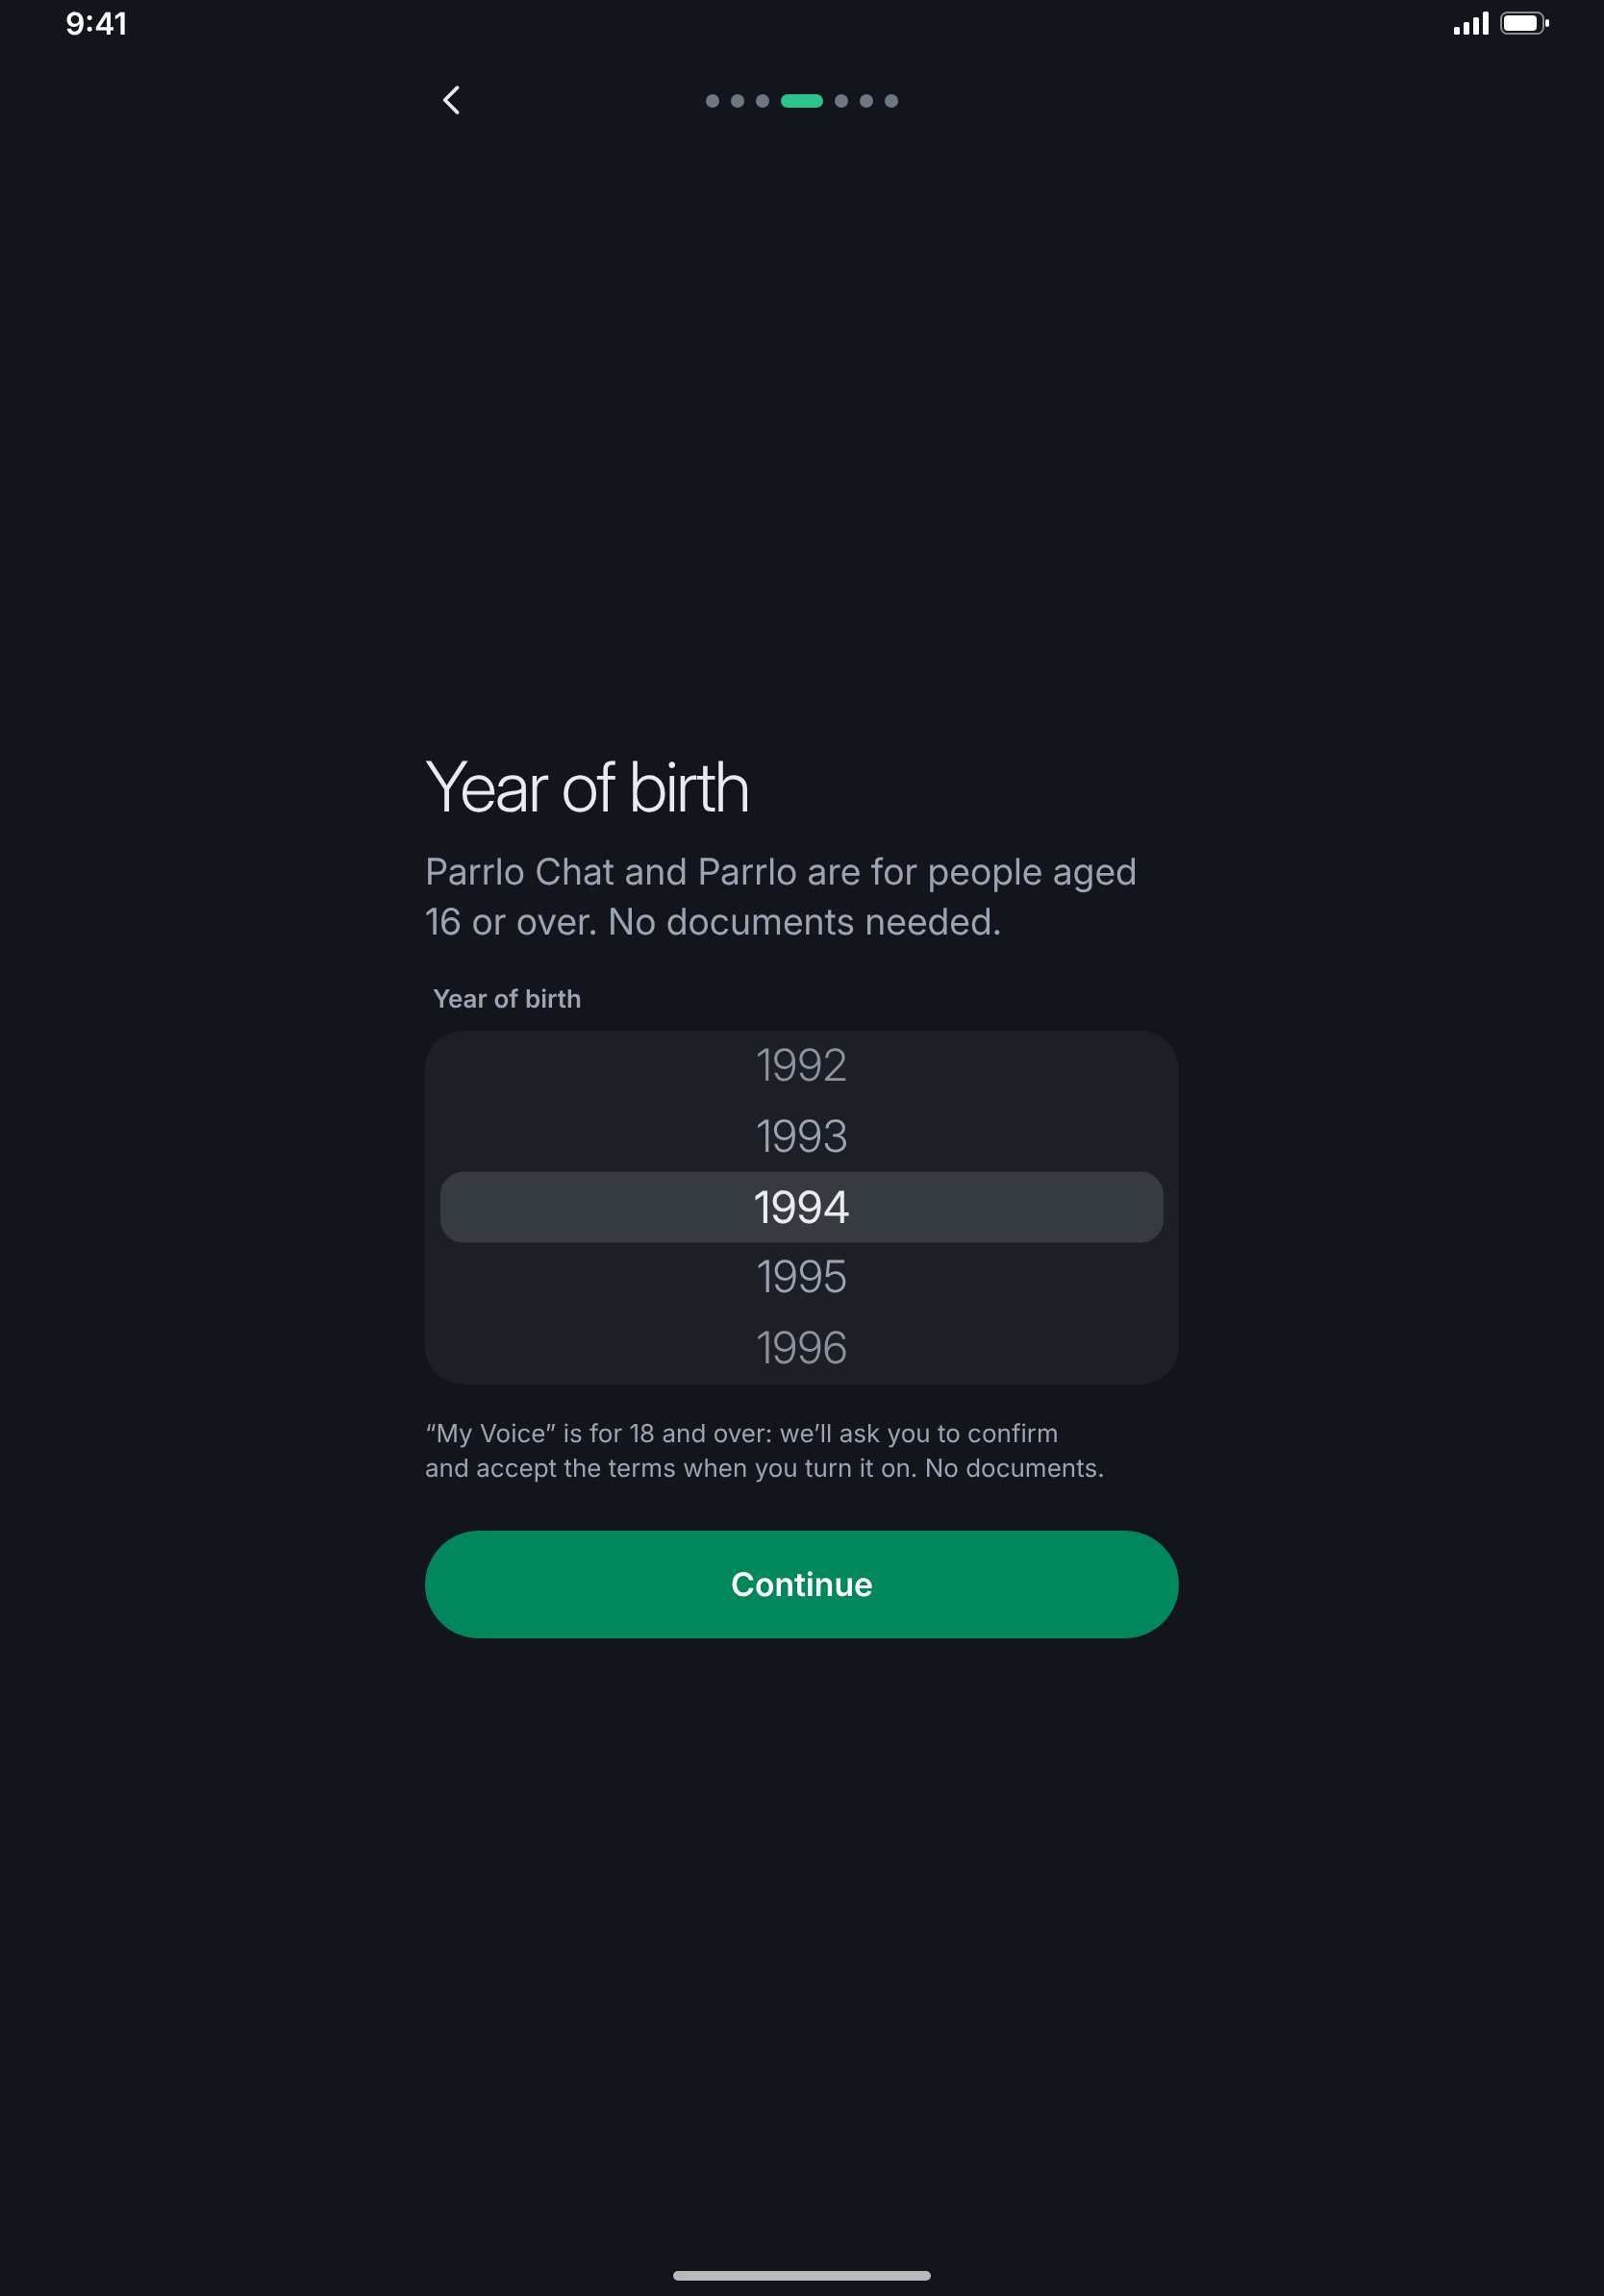 9:41
Year of birth
Parrlo Chat and Parrlo are for people aged
16 or over. No documents needed.
Year of birth
1992
1993
1994
1995
1996
“My Voice” is for 18 and over: we’ll ask you to confirm
and accept the terms when you turn it on. No documents.
Continue